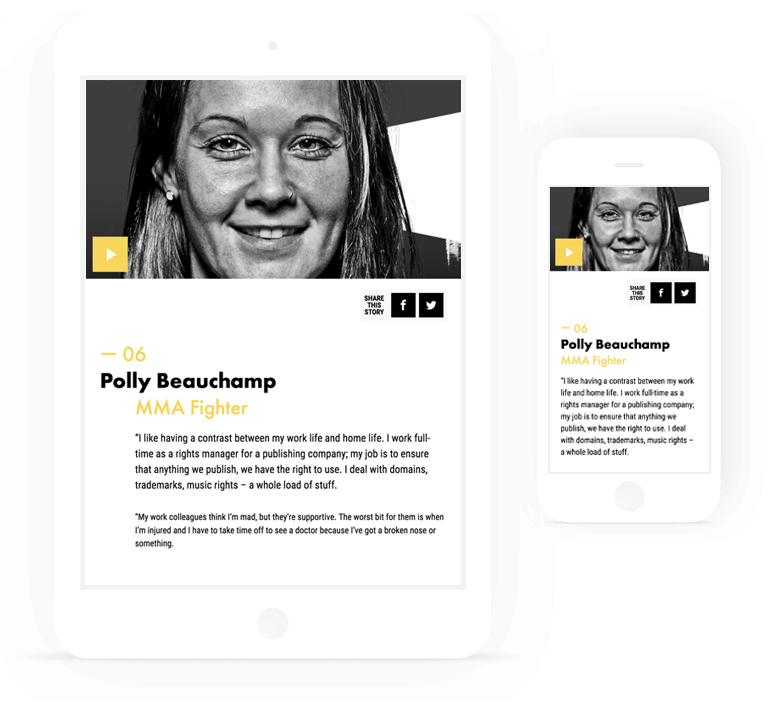 SHARE
THIS
STORY
— 06
Polly Beauchamp
MMA Fighter
"I like having a contrast between my work life and home life. I work full-
time as a rights manager for a publishing company; my job is to ensure
that anything we publish, we have the right to use. I deal with domains,
trademarks, music rights – a whole load of stuff.
"My work colleagues think I'm mad, but they're supportive. The worst bit for them is when
I'm injured and I have to take time off to see a doctor because I've got a broken nose or
something.
SHARE
THIS
STORY
— 06
Polly Beauchamp
MMA Fighter
"I like having a contrast between my work
life and home life. I work full-time as a
rights manager for a publishing company;
my job is to ensure that anything we
publish, we have the right to use. I deal
with domains, trademarks, music rights –
a whole load of stuff.